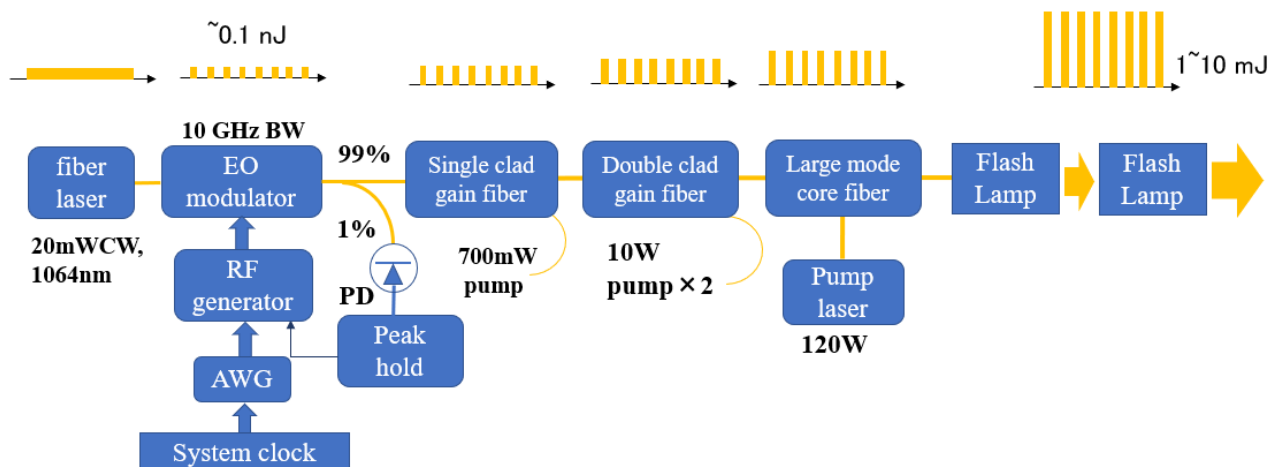 ~0.1 nJ
1~10 mJ
10 GHz BW
fiber
laser
EO
modulator
99%
Single clad
gain fiber
Double clad
gain fiber
Large mode
core fiber
Flash
Lamp
Flash
Lamp
20mWCW,
1064nm
1%
700mW
pump
10W
pump×2
RF
generator
PD
Pump
laser
120W
Peak
hold
AWG
System clock